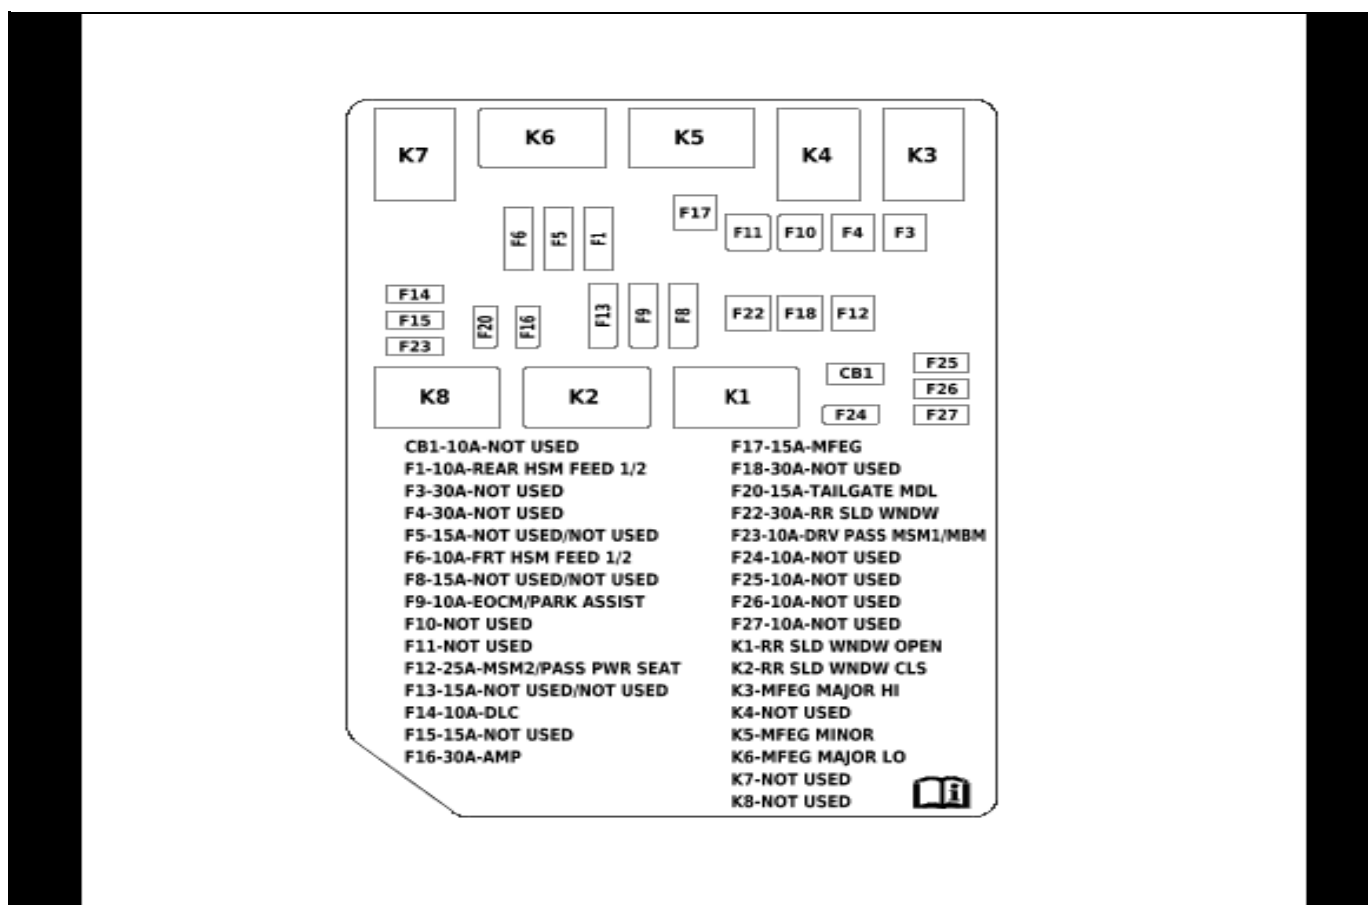 K7
K6
K5
K4
K3
F17
F6
F5
F1
F11
F10
F4
F3
F14
F15
F23
F20
F16
F13
F9
F8
F22
F18
F12
CB1
F25
F26
F24
F27
K8
K2
K1
CB1-10A-NOT USED
F1-10A-REAR HSM FEED 1/2
F3-30A-NOT USED
F4-30A-NOT USED
F5-15A-NOT USED/NOT USED
F6-10A-FRT HSM FEED 1/2
F8-15A-NOT USED/NOT USED
F9-10A-EOCM/PARK ASSIST
F10-NOT USED
F11-NOT USED
F12-25A-MSM2/PASS PWR SEAT
F13-15A-NOT USED/NOT USED
F14-10A-DLC
F15-15A-NOT USED
F16-30A-AMP
F17-15A-MFEG
F18-30A-NOT USED
F20-15A-TAILGATE MDL
F22-30A-RR SLD WNDW
F23-10A-DRV PASS MSM1/MBM
F24-10A-NOT USED
F25-10A-NOT USED
F26-10A-NOT USED
F27-10A-NOT USED
K1-RR SLD WNDW OPEN
K2-RR SLD WNDW CLS
K3-MFEG MAJOR HI
K4-NOT USED
K5-MFEG MINOR
K6-MFEG MAJOR LO
K7-NOT USED
K8-NOT USED
i